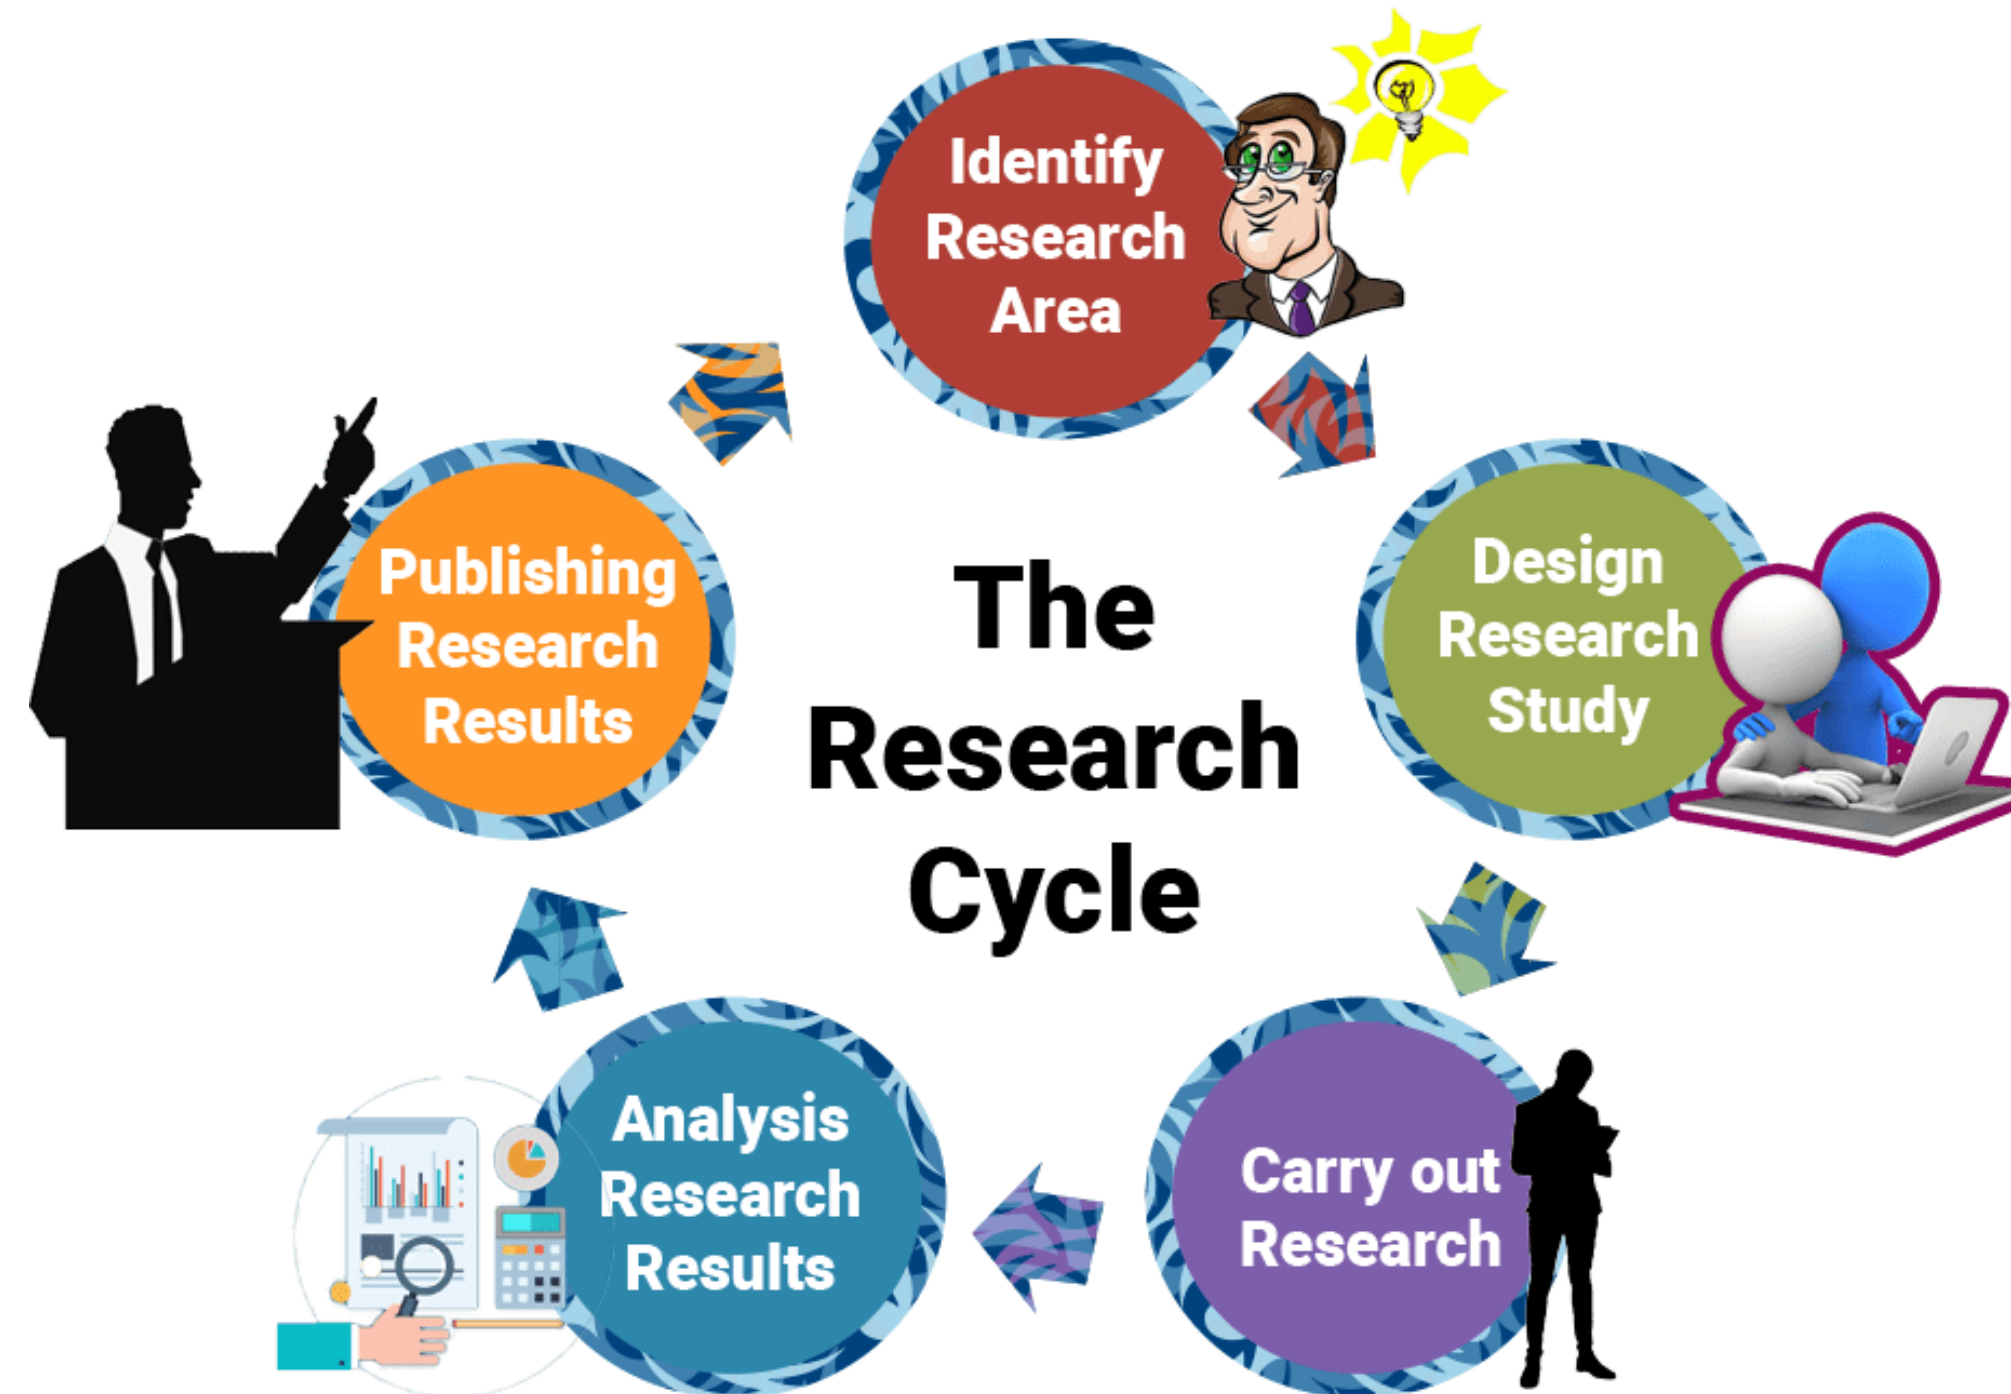 Identify
Research
Area
Design
Research
Study
Carry out
Research
Analysis
Research
Results
Publishing
Research
Results
The
Research
Cycle